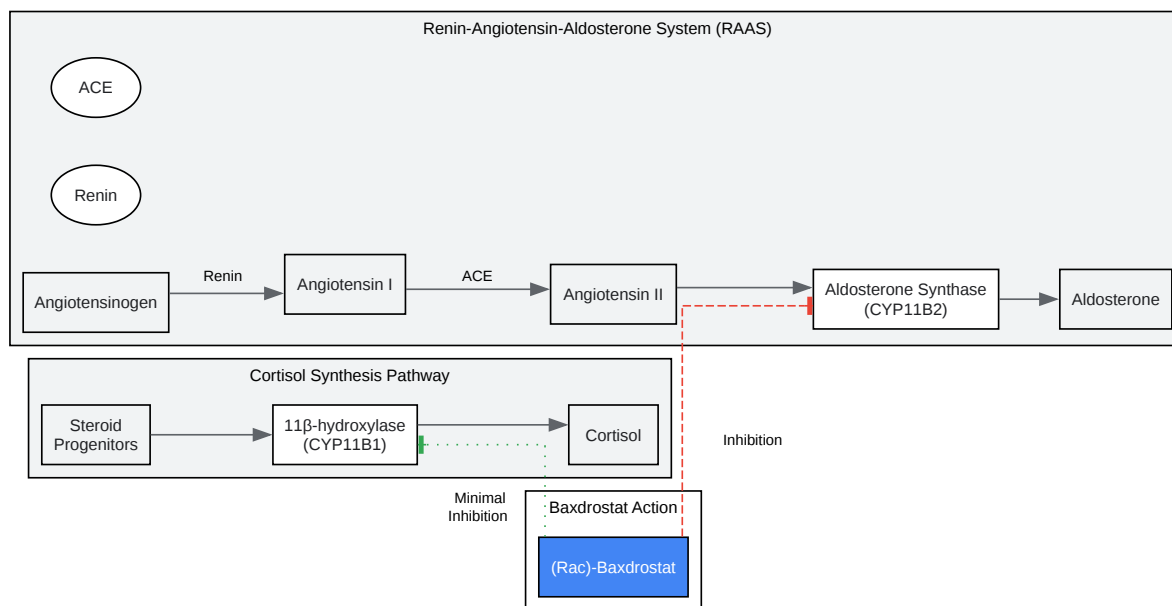 Renin-Angiotensin-Aldosterone System (RAAS)
ACE
Renin
Angiotensinogen
Renin
Angiotensin I
ACE
Angiotensin II
Aldosterone Synthase
(CYP11B2)
Aldosterone
Cortisol Synthesis Pathway
Steroid
Progenitors
11β-hydroxylase
(CYP11B1)
Cortisol
Inhibition
Minimal
Inhibition
Baxdrostat Action
(Rac)-Baxdrostat